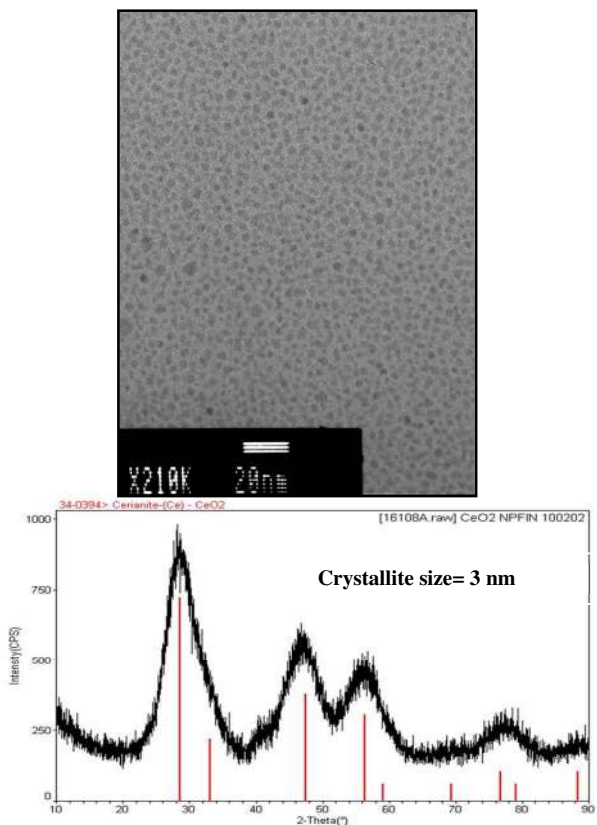 X210K 20nm
34-0394> Cerianite-(Ce) - CeO2
[16108A.raw] CeO2 NPFIN 100202
Crystallite size= 3 nm
Intensty(CPS)
1000
750
500
250
0
10 20 30 40 50 60 70 80 90
2-Theta(°)